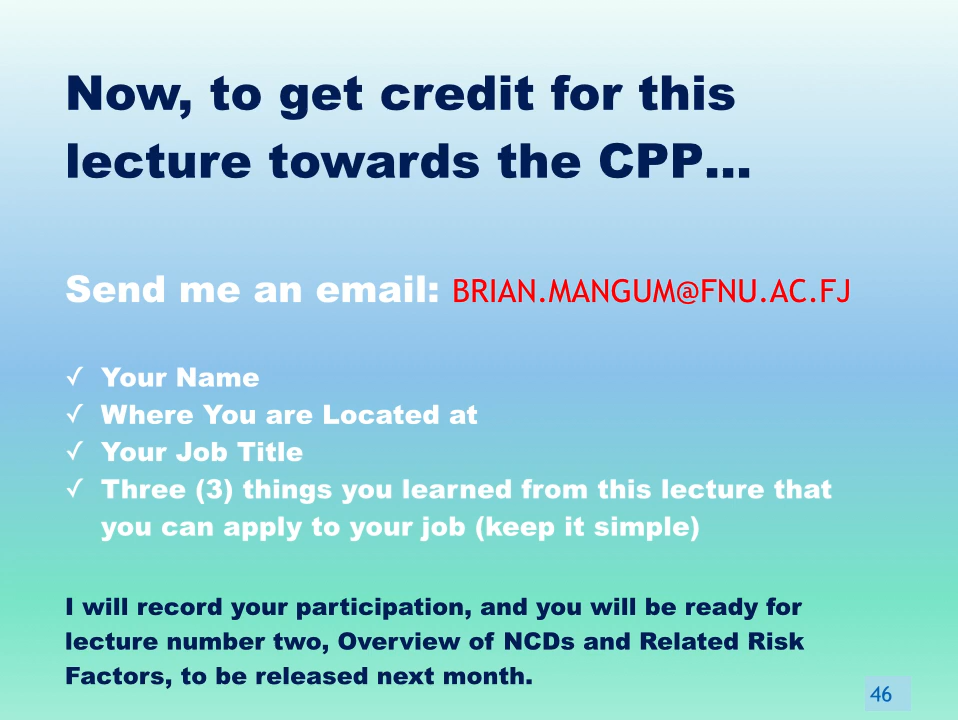 Now, to get credit for this
lecture towards the CPP...
Send me an email: BRIAN.MANGUM@FNU.AC.FJ
✓ Your Name
✓ Where You are Located at
✓ Your Job Title
✓ Three (3) things you learned from this lecture that
you can apply to your job (keep it simple)
I will record your participation, and you will be ready for
lecture number two, Overview of NCDs and Related Risk
Factors, to be released next month.
46